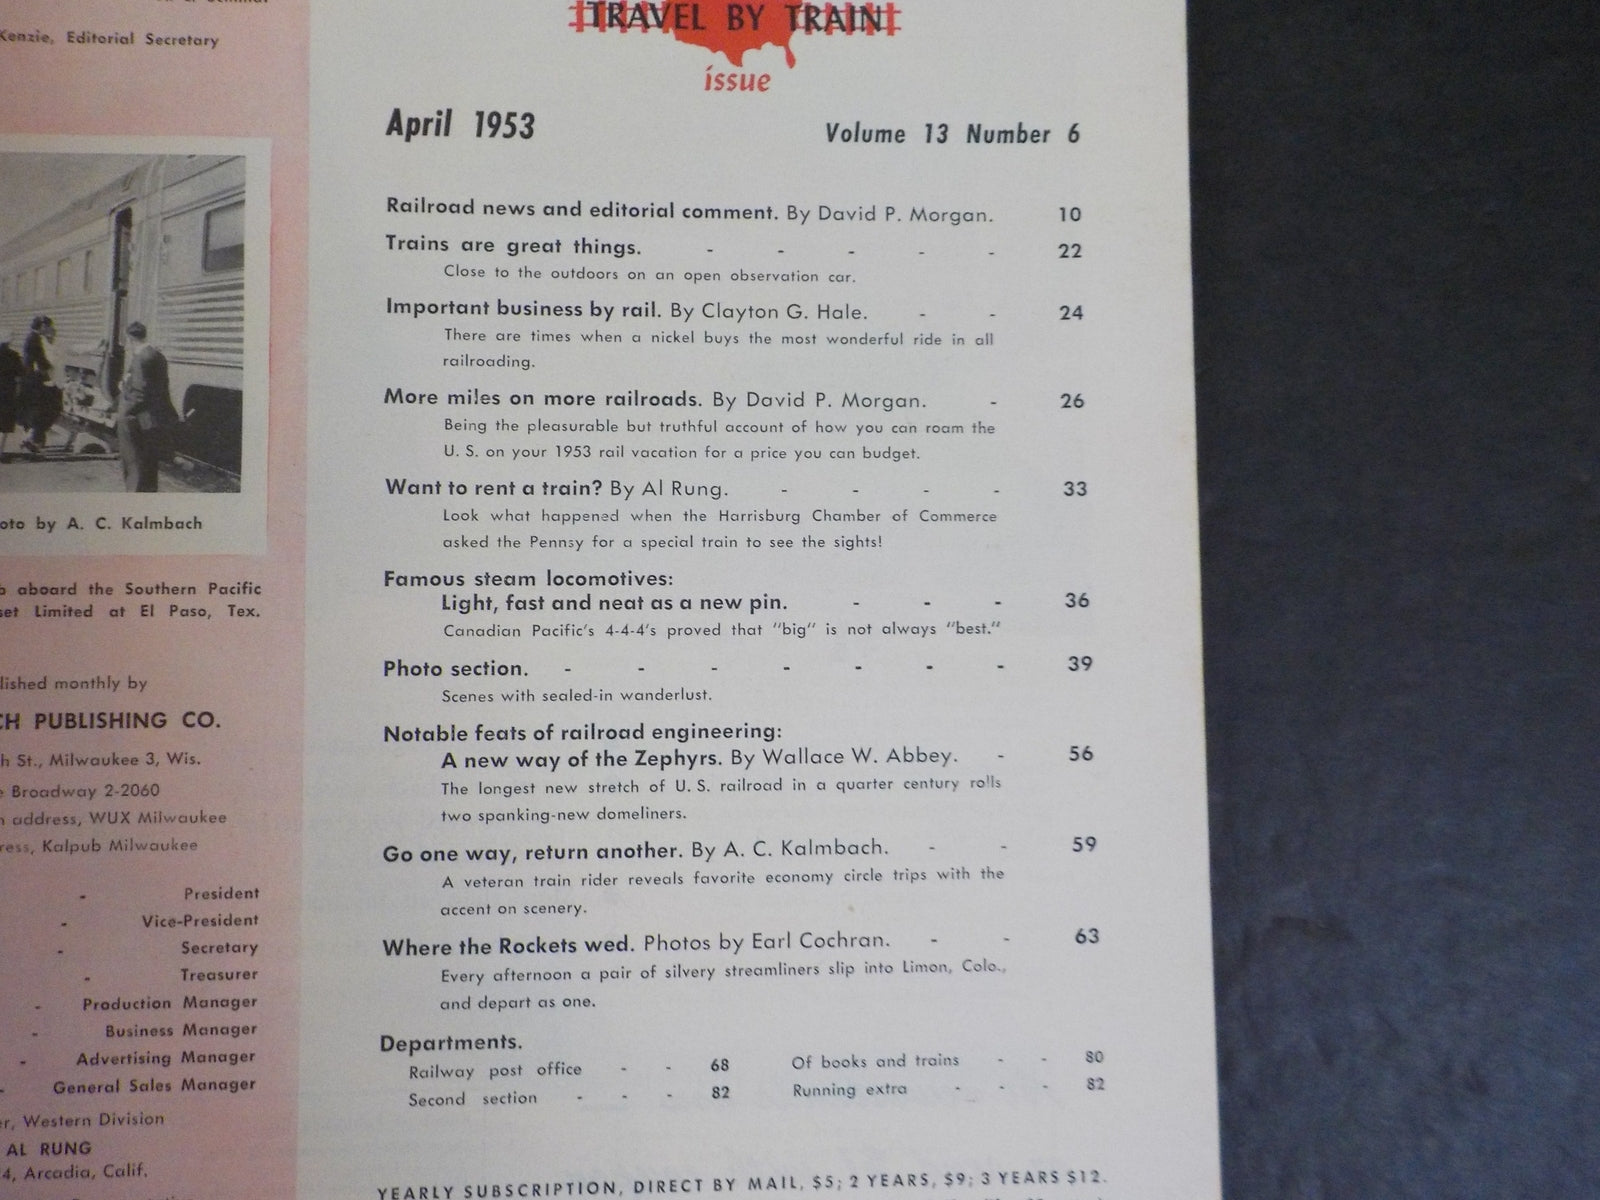 Kenzie, Editorial Secretary
oto by A. C. Kalmbach
aboard the Southern Pacific
set Limited at El Paso, Tex.
lished monthly by
CH PUBLISHING CO.
h St., Milwaukee 3, Wis.
e Broadway 2-2060
address, WUX Milwaukee
ress, Kalpub Milwaukee
- President
- Vice-President
- Secretary
- Treasurer
- Production Manager
- Business Manager
- Advertising Manager
- General Sales Manager
er, Western Division
AL RUNG
4, Arcadia, Calif.
TRAVEL BY TRAIN
issue
April 1953 Volume 13 Number 6
Railroad news and editorial comment. By David P. Morgan. 10
Trains are great things. - - - - - 22
Close to the outdoors on an open observation car.
Important business by rail. By Clayton G. Hale. - - 24
There are times when a nickel buys the most wonderful ride in all
railroading.
More miles on more railroads. By David P. Morgan. - 26
Being the pleasurable but truthful account of how you can roam the
U. S. on your 1953 rail vacation for a price you can budget.
Want to rent a train? By Al Rung. - - - - 33
Look what happened when the Harrisburg Chamber of Commerce
asked the Pennsy for a special train to see the sights!
Famous steam locomotives:
Light, fast and neat as a new pin. - - - 36
Canadian Pacific's 4-4-4's proved that "big" is not always "best."
Photo section. - - - - - - - 39
Scenes with sealed-in wanderlust.
Notable feats of railroad engineering:
A new way of the Zephyrs. By Wallace W. Abbey. - 56
The longest new stretch of U. S. railroad in a quarter century rolls
two spanking-new domeliners.
Go one way, return another. By A. C. Kalmbach. - - 59
A veteran train rider reveals favorite economy circle trips with the
accent on scenery.
Where the Rockets wed. Photos by Earl Cochran. - - 63
Every afternoon a pair of silvery streamliners slip into Limon, Colo.,
and depart as one.
Departments.
Railway post office - - 68 Of books and trains - - 80
Second section - - - 82 Running extra - - - 82
YEARLY SUBSCRIPTION, DIRECT BY MAIL, $5; 2 YEARS, $9; 3 YEARS $12.